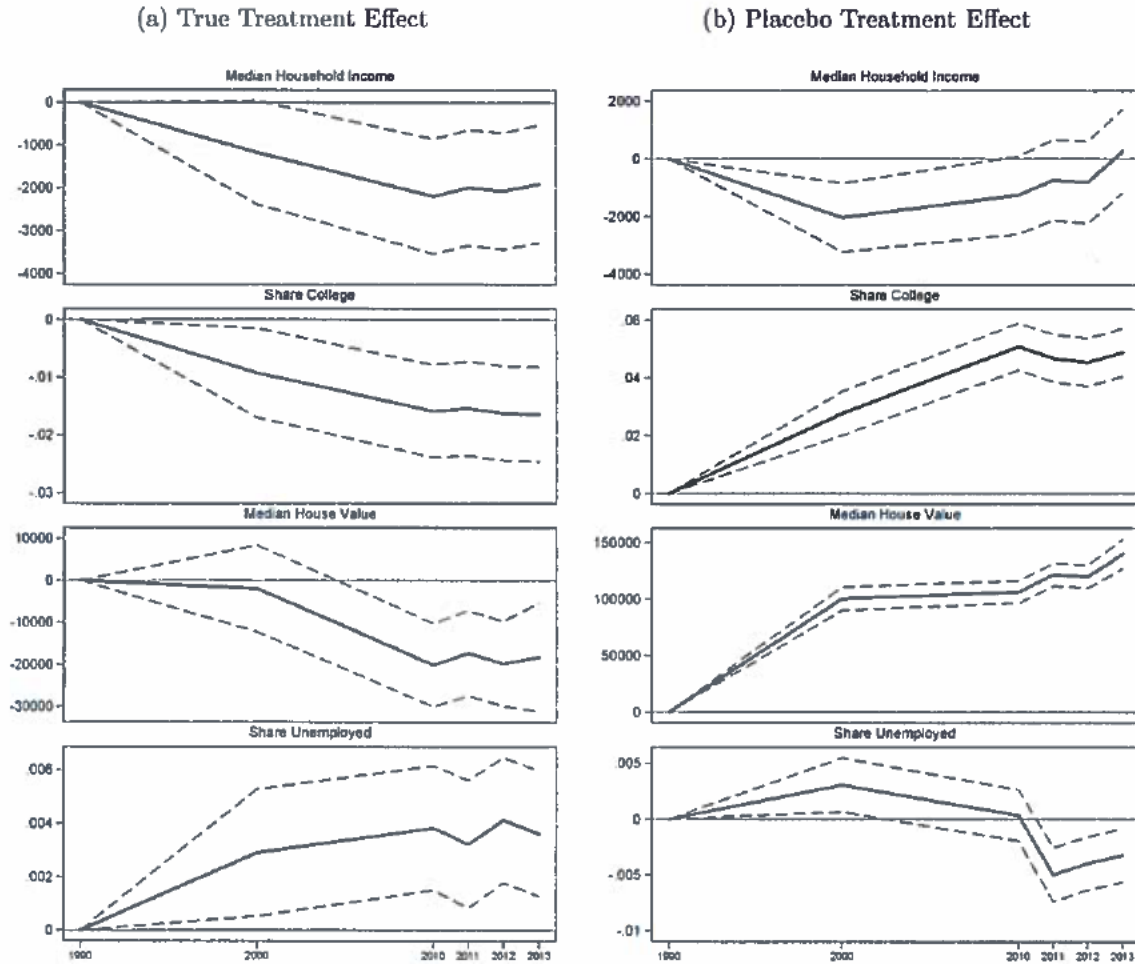 (a) True Treatment Effect
Median Household Income
0
-1000
-2000
-3000
-4000
Share College
0
-.01
-.02
-.03
Median House Value
10000
0
-10000
-20000
-30000
Share Unemployed
.006
.004
.002
0
1990 2000 2010 2011 2012 2013
(b) Placebo Treatment Effect
Median Household Income
2000
0
-2000
-4000
Share College
.06
.04
.02
0
Median House Value
150000
100000
50000
0
Share Unemployed
.005
0
-.005
-.01
1990 2000 2010 2011 2012 2013